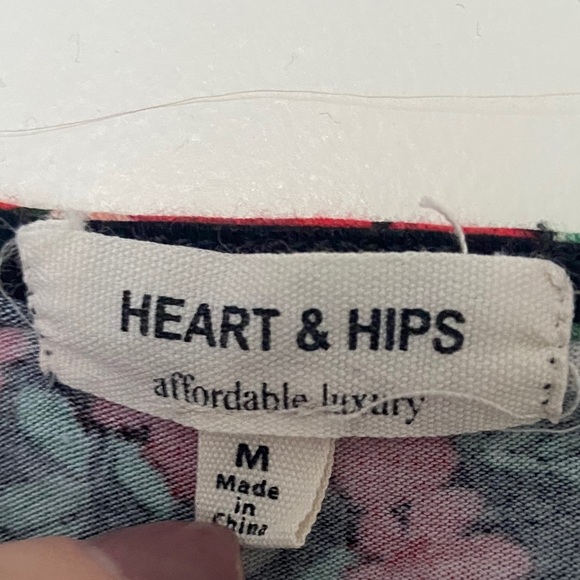 HEART & HIPS
affordable luxury
M
Made
in
China